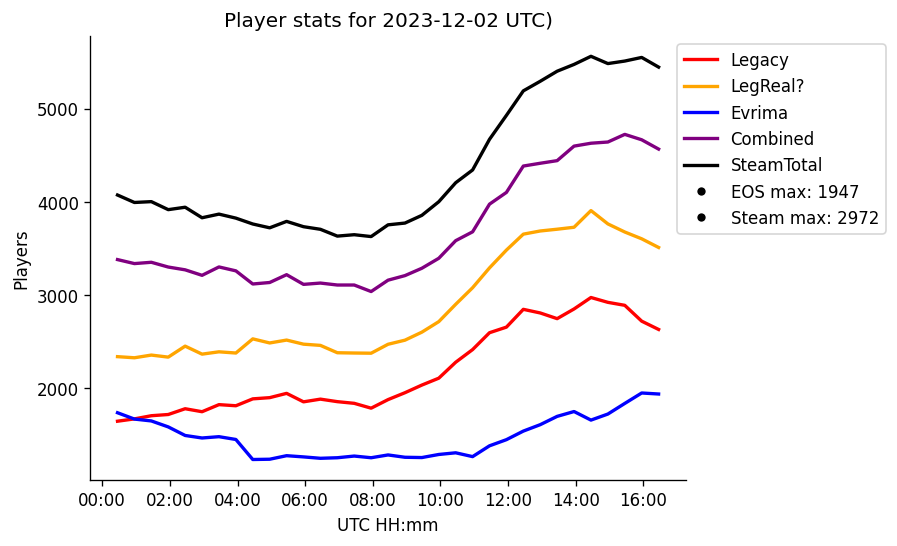 Player stats for 2023-12-02 UTC)
Legacy
LegReal?
Evrima
Combined
SteamTotal
EOS max: 1947
Steam max: 2972
Players
5000
4000
3000
2000
00:00 02:00 04:00 06:00 08:00 10:00 12:00 14:00 16:00
UTC HH:mm